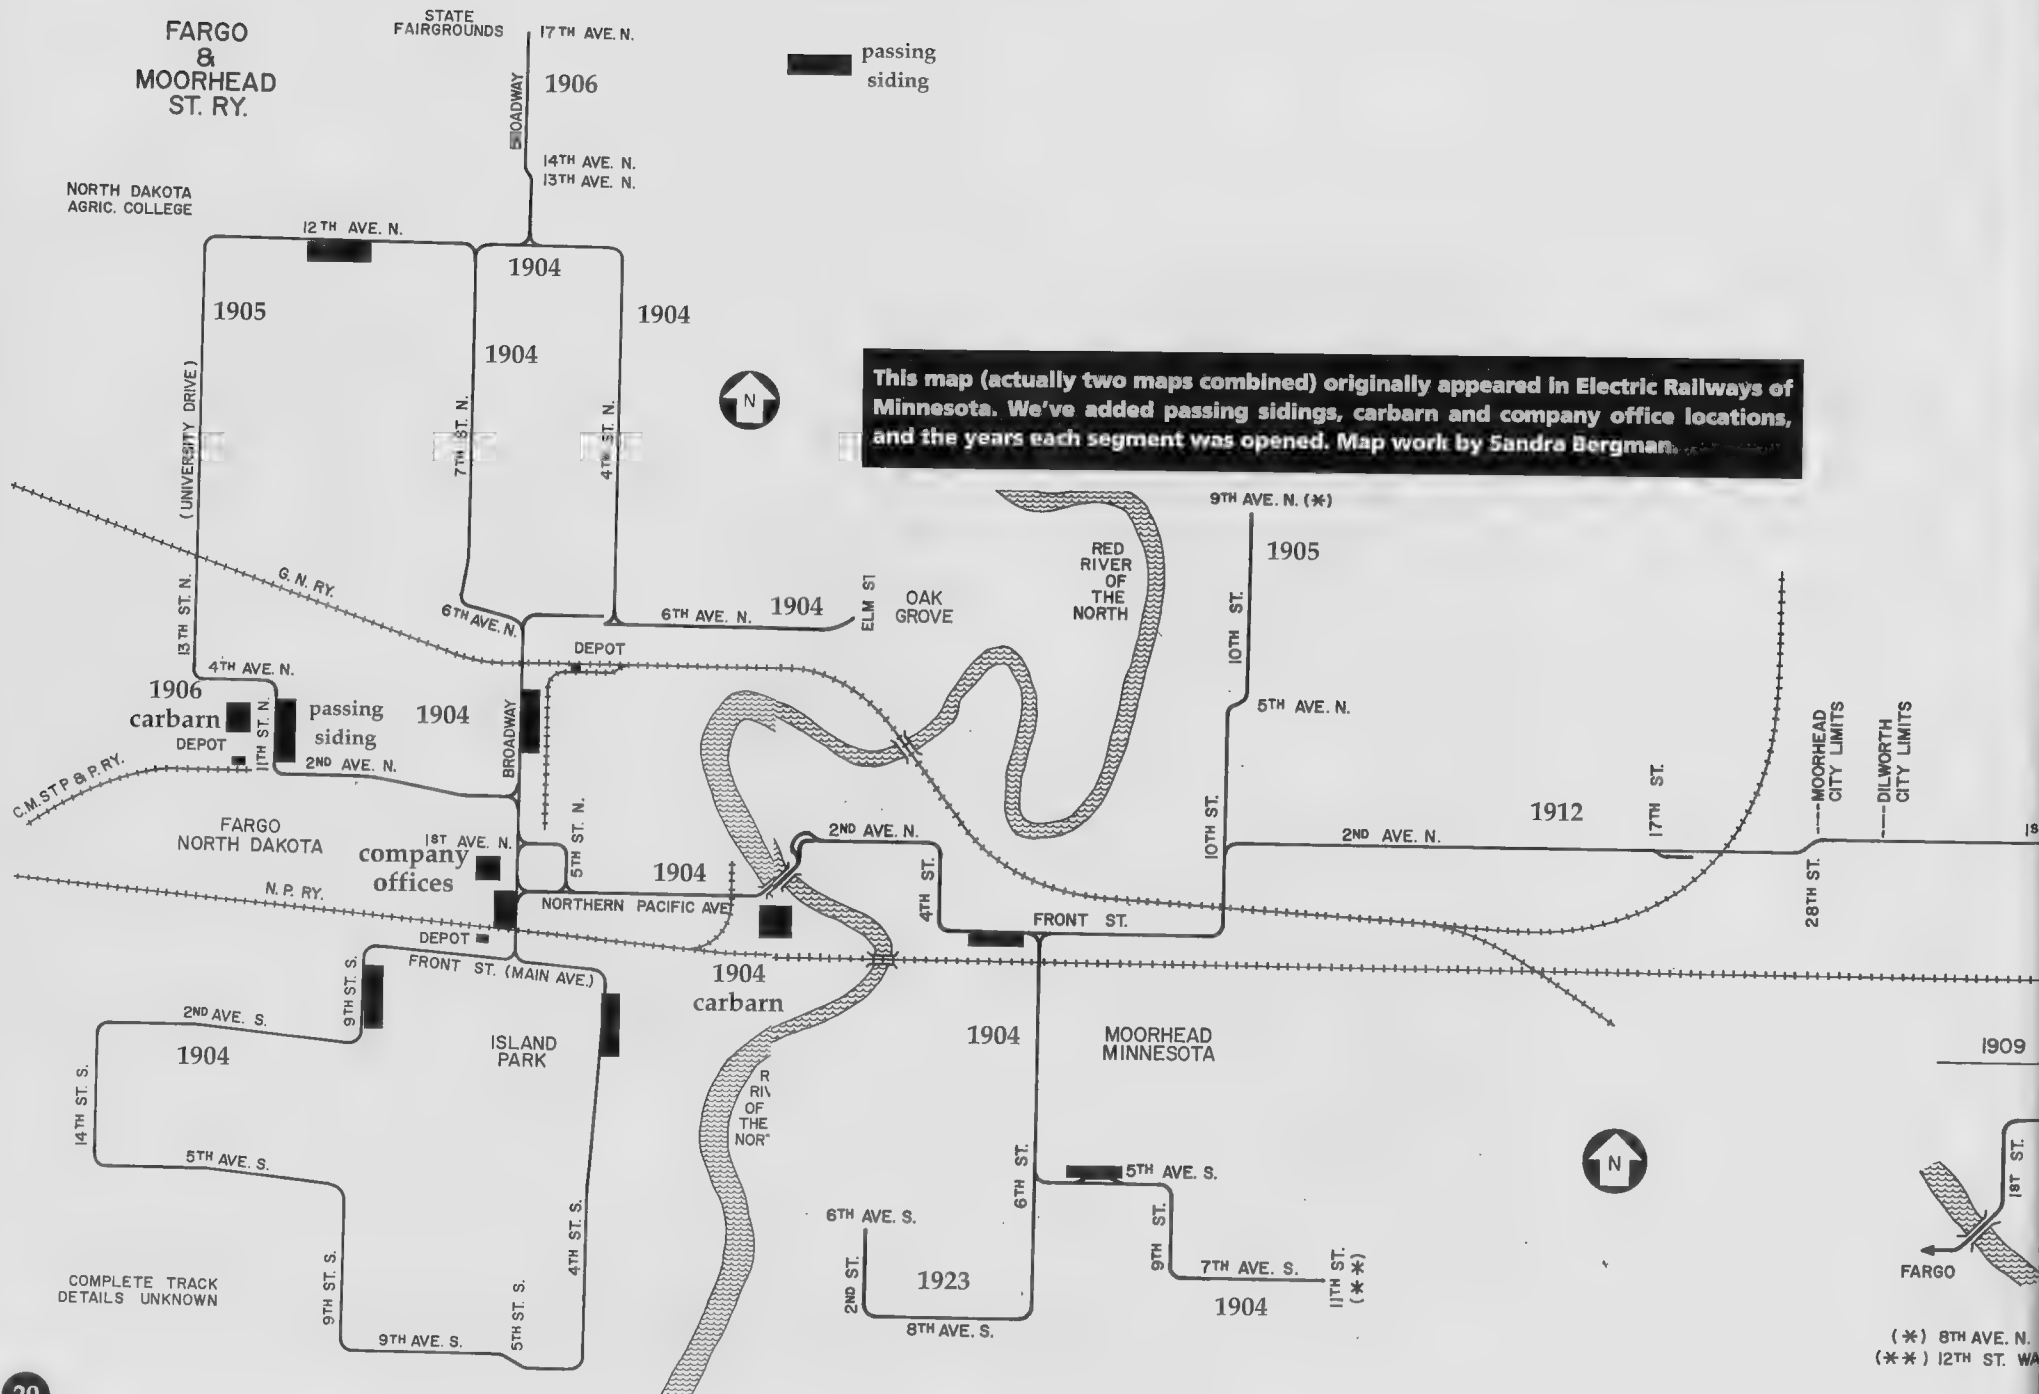 FARGO
&
MOORHEAD
ST. RY.
STATE
FAIRGROUNDS
17TH AVE. N.
passing
siding
1906
14TH AVE. N.
13TH AVE. N.
NORTH DAKOTA
AGRIC. COLLEGE
12TH AVE. N.
1904
1905
1904
1904
(UNIVERSITY DRIVE)
7TH ST. N.
4TH ST. N.
N
This map (actually two maps combined) originally appeared in Electric Railways of
Minnesota. We've added passing sidings, carbarn and company office locations,
and the years each segment was opened. Map work by Sandra Bergman.
9TH AVE. N. (*)
1905
RED
RIVER
OF
THE
NORTH
G. N. RY.
13TH ST. N.
6TH AVE. N.
6TH AVE. N.
1904
ELM ST
OAK
GROVE
10TH ST.
DEPOT
4TH AVE. N.
1906
carbarn
DEPOT
11TH ST. N.
passing
siding
1904
BROADWAY
5TH AVE. N.
2ND AVE. N.
C.M.ST P. & P. RY.
MOORHEAD
CITY LIMITS
DILWORTH
CITY LIMITS
17TH ST.
1912
2ND AVE. N.
10TH ST.
28TH ST.
FARGO
NORTH DAKOTA
1ST AVE. N.
company
offices
5TH ST. N.
1904
2ND AVE. N.
4TH ST.
N. P. RY.
NORTHERN PACIFIC AVE
FRONT ST.
DEPOT
FRONT ST. (MAIN AVE.)
1904
carbarn
9TH ST. S.
2ND AVE. S.
1904
ISLAND
PARK
1904
MOORHEAD
MINNESOTA
1909
14TH ST. S.
R
RIV
OF
THE
NOR
5TH AVE. S.
6TH ST.
5TH AVE. S.
N
1ST ST.
6TH AVE. S.
4TH ST. S.
9TH ST.
7TH AVE. S.
11TH ST.
(**)
1904
FARGO
COMPLETE TRACK
DETAILS UNKNOWN
9TH ST. S.
5TH ST. S.
2ND ST.
1923
9TH AVE. S.
8TH AVE. S.
(*) 8TH AVE. N.
(**) 12TH ST. WA